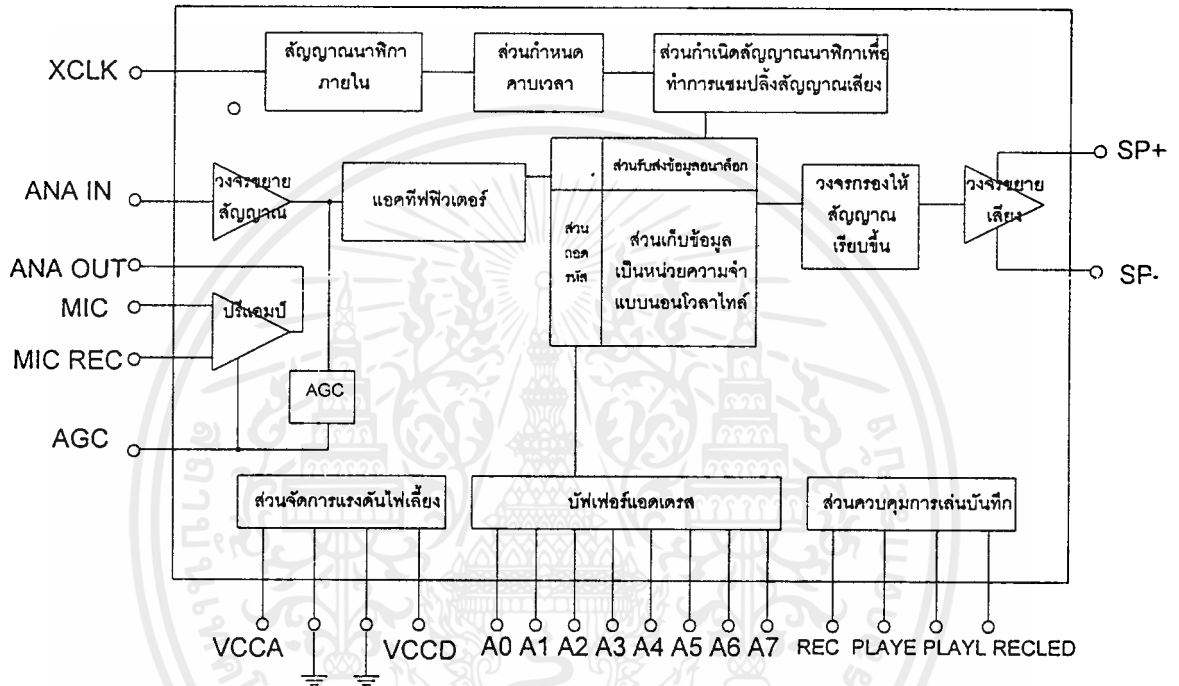 XCLK
สัญญาณนาฬิกา
ภายใน
ส่วนกำหนด
คาบเวลา
ส่วนกำเนิดสัญญาณนาฬิกาเพื่อ
ทำการแซมปลิ้งสัญญาณเสียง
ANA IN
วงจรขยาย
สัญญาณ
แอคทีฟฟิวเตอร์
ส่วนรับส่งข้อมูลอนาล็อก
ส่วน
ถอด
รหัส
ส่วนเก็บข้อมูล
เป็นหน่วยความจำ
แบบนอนโวลาไทล์
วงจรกรองให้
สัญญาณ
เรียบขึ้น
วงจรขยาย
เสียง
SP+
SP-
ANA OUT
MIC
MIC REC
ปรีแอมป์
AGC
AGC
ส่วนจัดการแรงดันไฟเลี้ยง
บัฟเฟอร์แอดเดรส
ส่วนควบคุมการเล่นบันทึก
VCCA
VCCD
A0 A1 A2 A3 A4 A5 A6 A7
REC PLAYE PLAYL RECLED